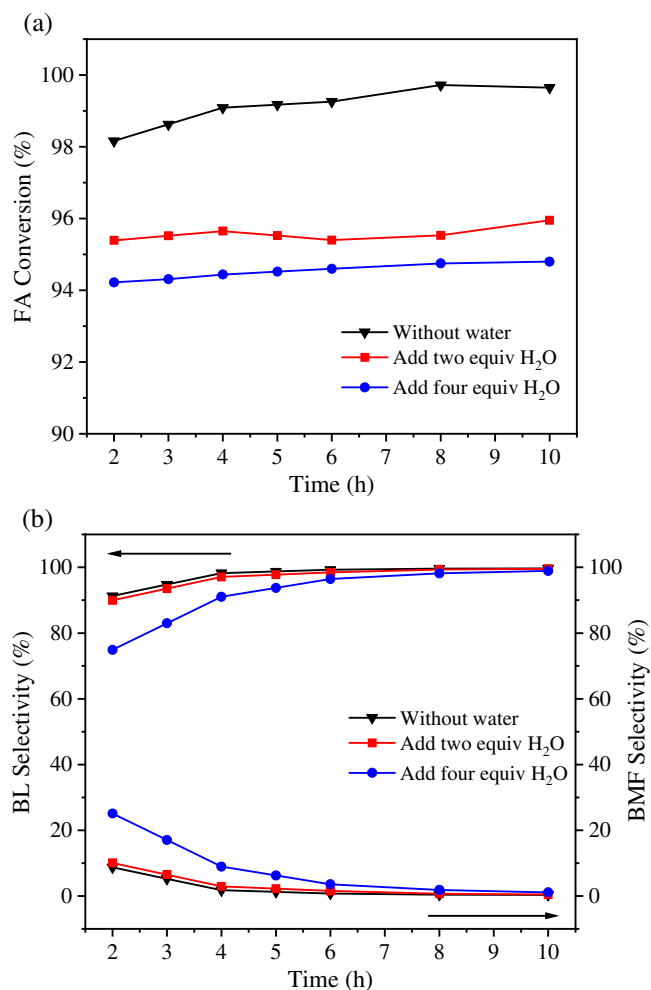 (a)
100
98
96
94
92
90
FA Conversion (%)
Without water
Add two equiv H₂O
Add four equiv H₂O
2 3 4 5 6 7 8 9 10
Time (h)
(b)
100
80
60
40
20
0
BL Selectivity (%)
Without water
Add two equiv H₂O
Add four equiv H₂O
100
80
60
40
20
0
BMF Selectivity (%)
2 3 4 5 6 7 8 9 10
Time (h)